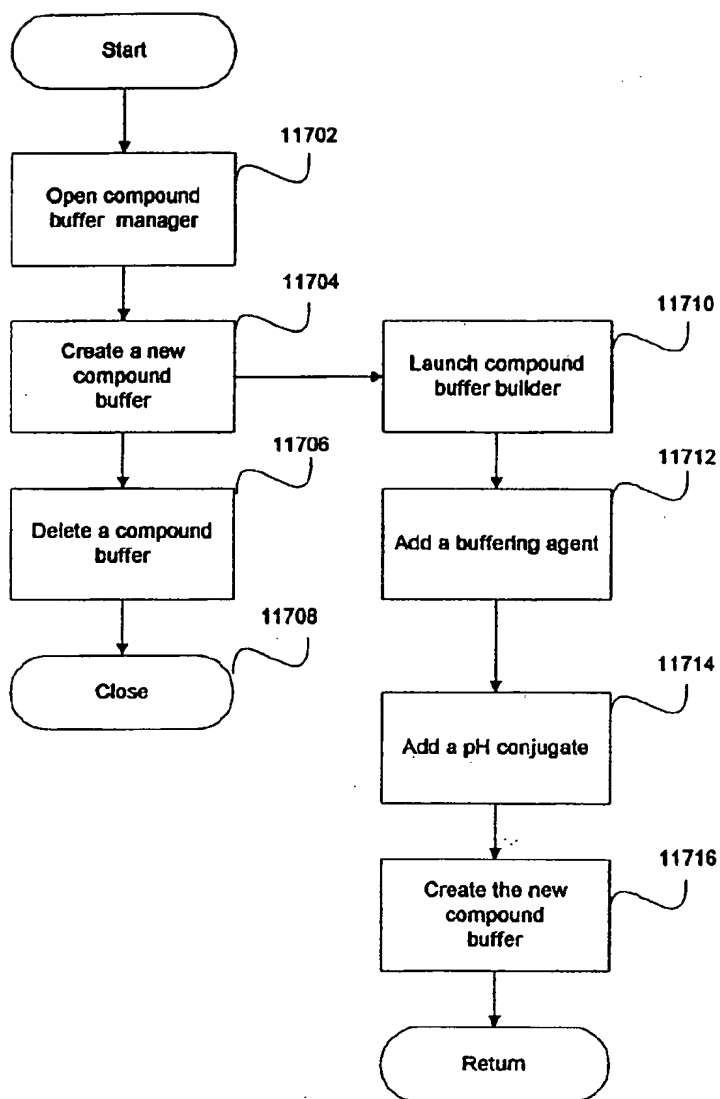 Start
11702
Open compound
buffer manager
11704
Create a new
compound
buffer
11706
Delete a compound
buffer
11708
Close
11710
Launch compound
buffer builder
11712
Add a buffering agent
11714
Add a pH conjugate
11716
Create the new
compound
buffer
Return